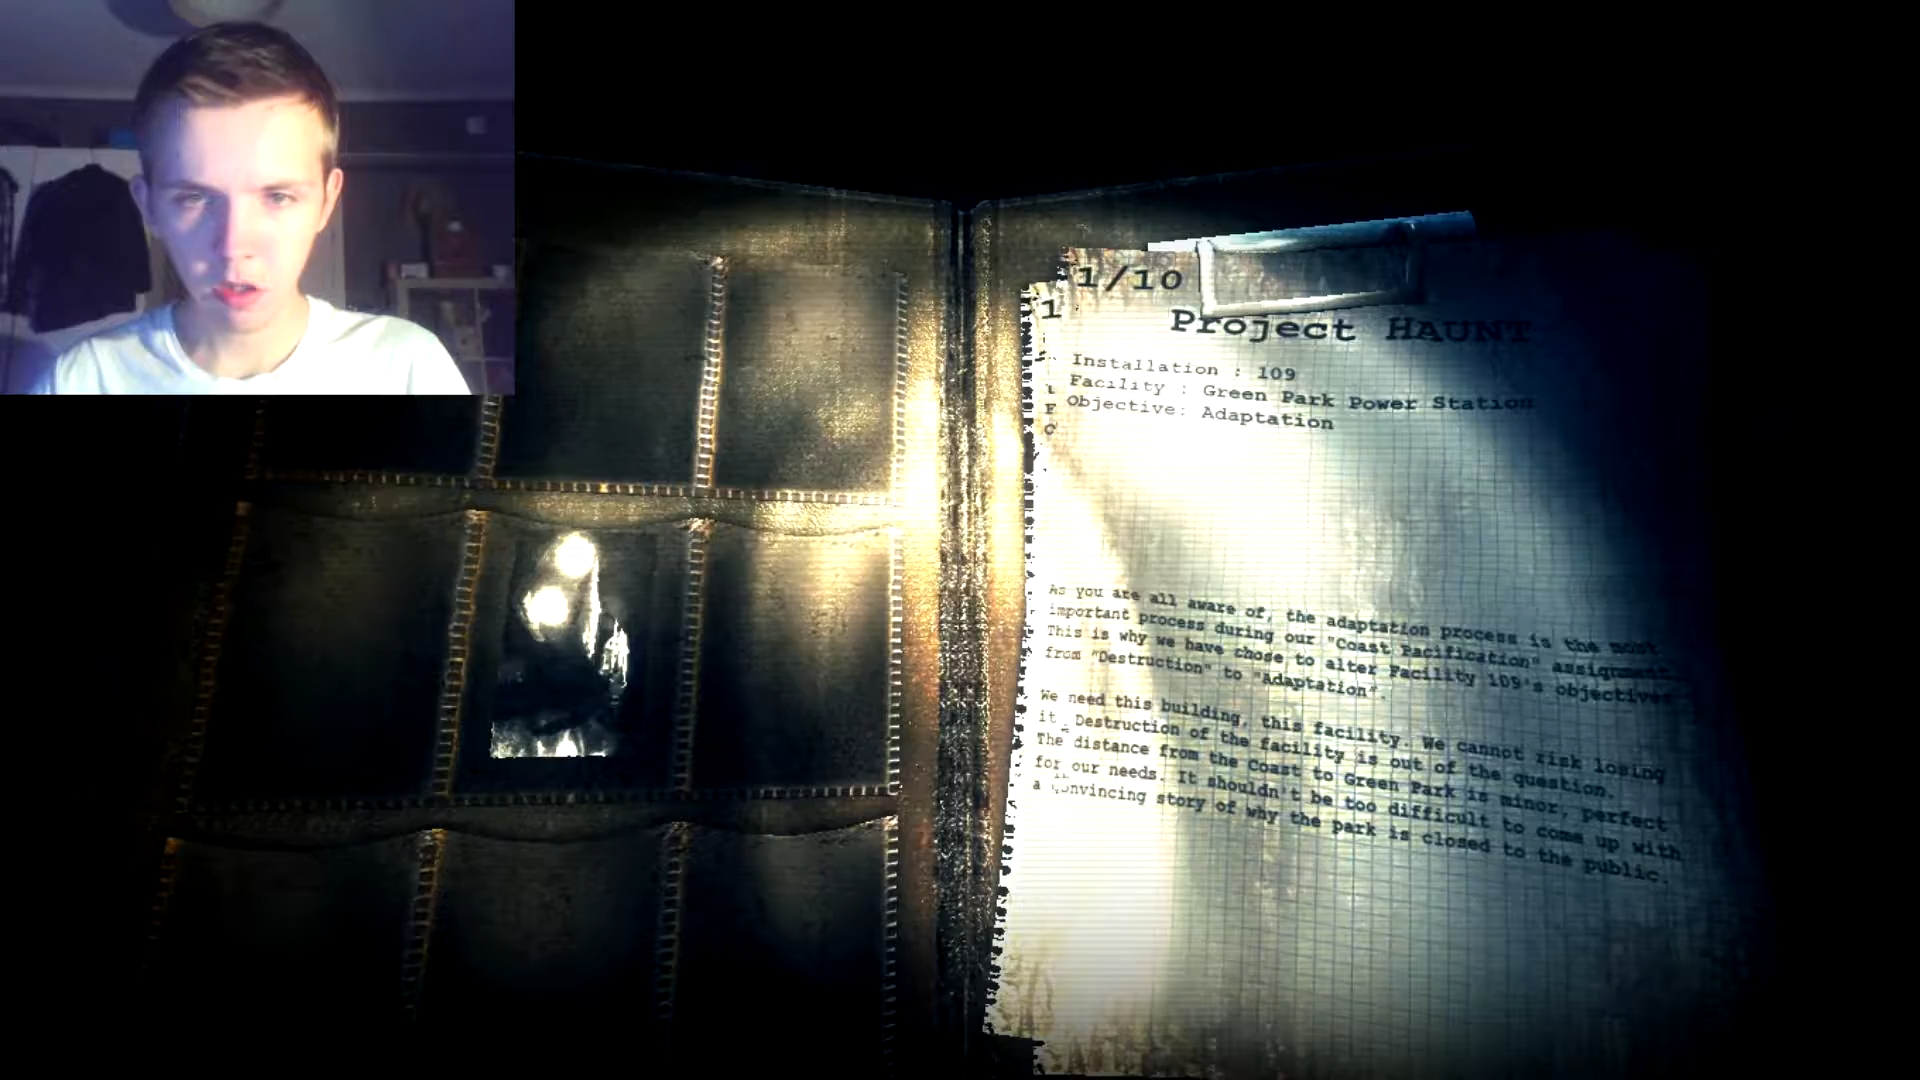 1/10
1
Project HAUNT
Installation : 109
Facility : Green Park Power Station
Objective: Adaptation
F
As you are all aware of, the adaptation process is the most
important process during our "Coast Pacification" assignment.
This is why we have chose to alter Facility 109's objectives
from "Destruction" to "Adaptation".
We need this building, this facility. We cannot risk losing
it. Destruction of the facility is out of the question.
The distance from the Coast to Green Park is minor, perfect
for our needs. It shouldn't be too difficult to come up with
a convincing story of why the park is closed to the public.